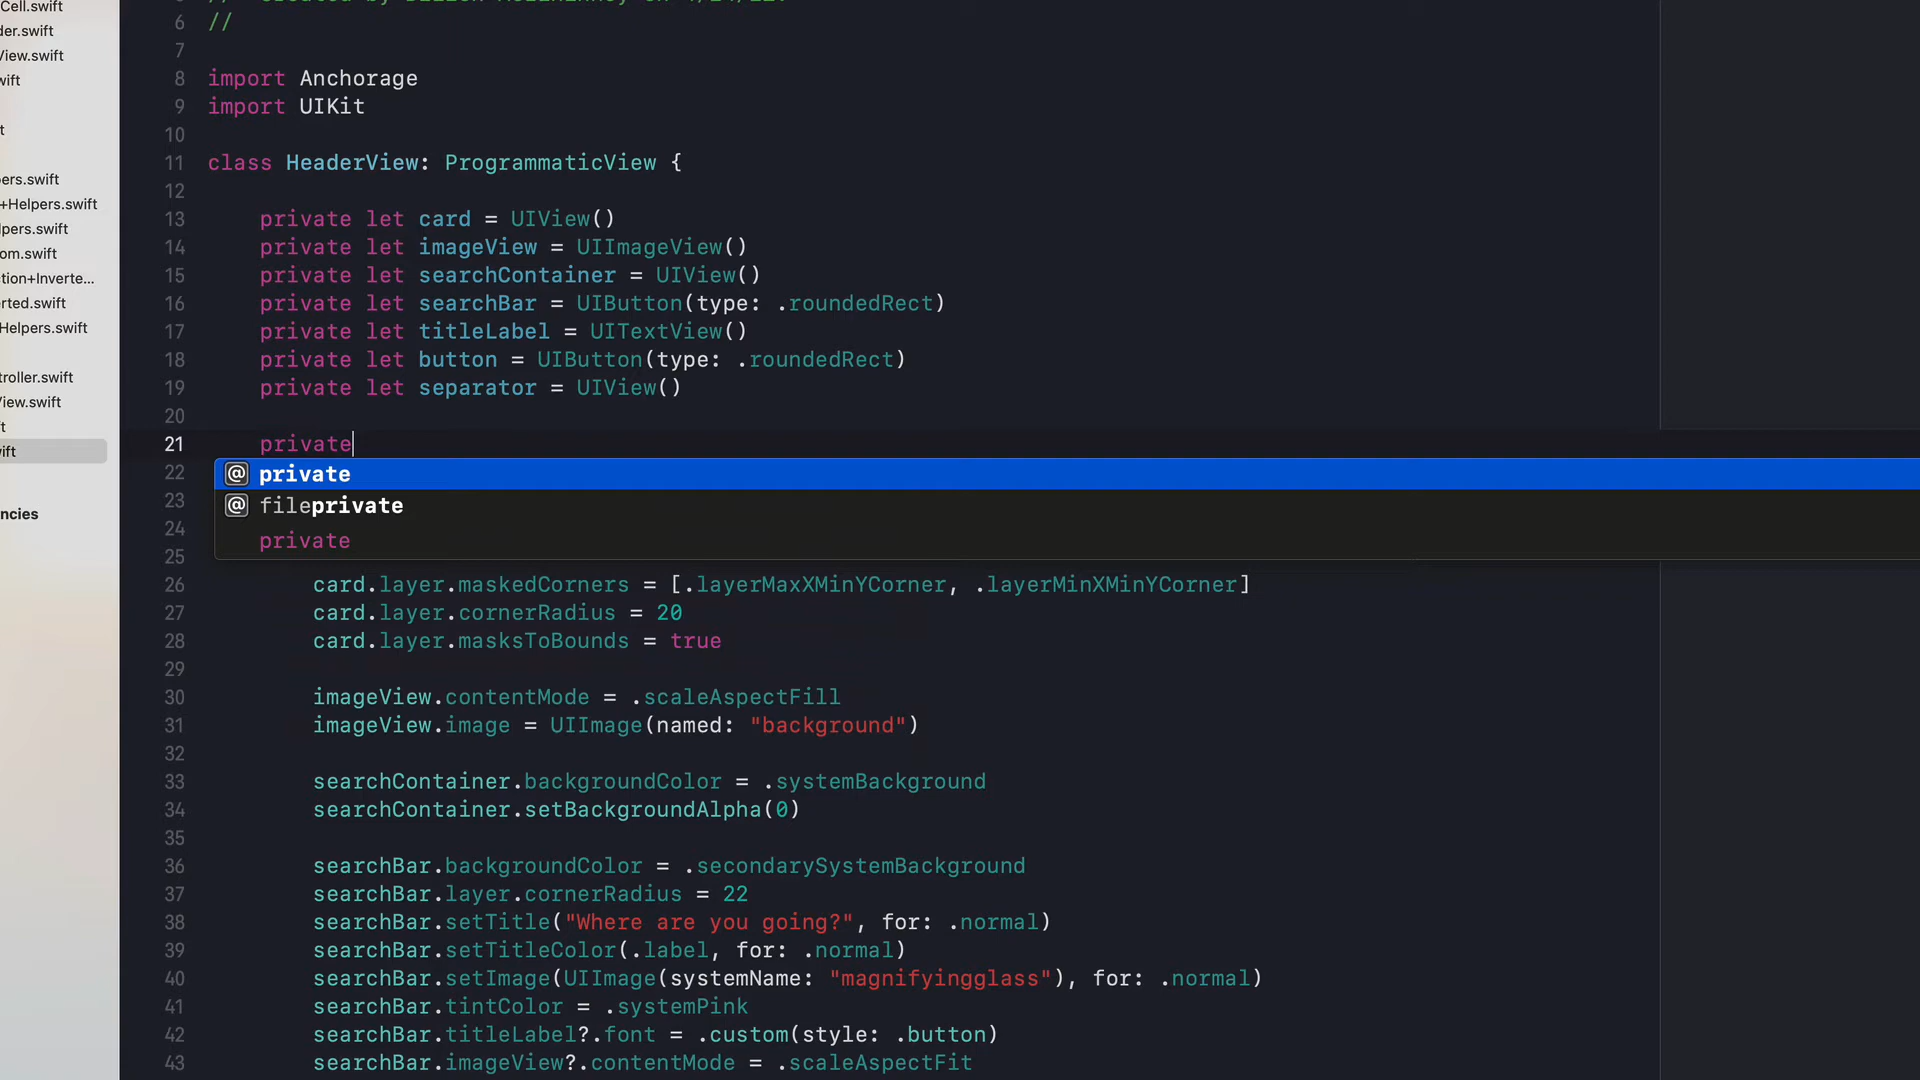 Cell.swift
der.swift
View.swift
wift
t
pers.swift
+Helpers.swift
lpers.swift
om.swift
ction+Inverte...
erted.swift
Helpers.swift
troller.swift
View.swift
ft
wift
ncies
6 //
7
8 import Anchorage
9 import UIKit
10
11 class HeaderView: ProgrammaticView {
12
13 private let card = UIView()
14 private let imageView = UIImageView()
15 private let searchContainer = UIView()
16 private let searchBar = UIButton(type: .roundedRect)
17 private let titleLabel = UITextView()
18 private let button = UIButton(type: .roundedRect)
19 private let separator = UIView()
20
21 private
22 @ private
23 @ fileprivate
24 private
25
26 card.layer.maskedCorners = [.layerMaxXMinYCorner, .layerMinXMinYCorner]
27 card.layer.cornerRadius = 20
28 card.layer.masksToBounds = true
29
30 imageView.contentMode = .scaleAspectFill
31 imageView.image = UIImage(named: "background")
32
33 searchContainer.backgroundColor = .systemBackground
34 searchContainer.setBackgroundAlpha(0)
35
36 searchBar.backgroundColor = .secondarySystemBackground
37 searchBar.layer.cornerRadius = 22
38 searchBar.setTitle("Where are you going?", for: .normal)
39 searchBar.setTitleColor(.label, for: .normal)
40 searchBar.setImage(UIImage(systemName: "magnifyingglass"), for: .normal)
41 searchBar.tintColor = .systemPink
42 searchBar.titleLabel?.font = .custom(style: .button)
43 searchBar.imageView?.contentMode = .scaleAspectFit